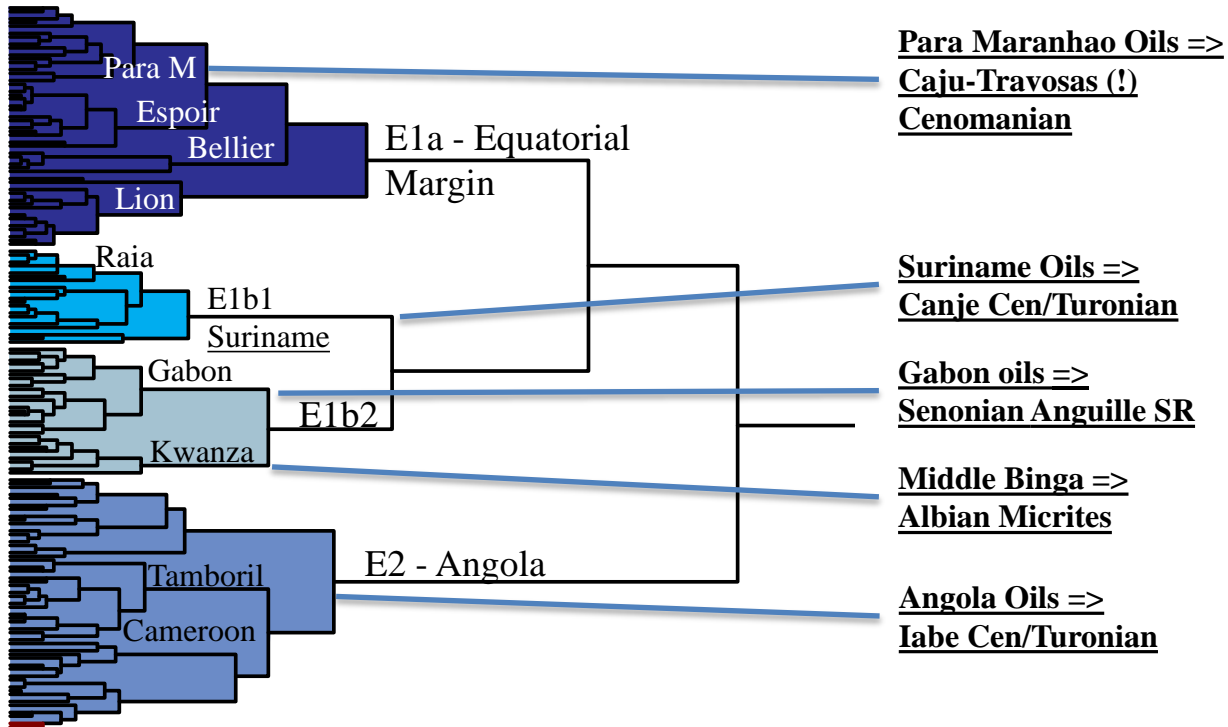 Para M
Espoir
Bellier
Lion
E1a - Equatorial
Margin
Raia
E1b1
Suriname
Gabon
E1b2
Kwanza
E2 - Angola
Tamboril
Cameroon
Para Maranhao Oils =>
Caju-Travosas (!)
Cenomanian
Suriname Oils =>
Canje Cen/Turonian
Gabon oils =>
Senonian Anguille SR
Middle Binga =>
Albian Micrites
Angola Oils =>
Iabe Cen/Turonian